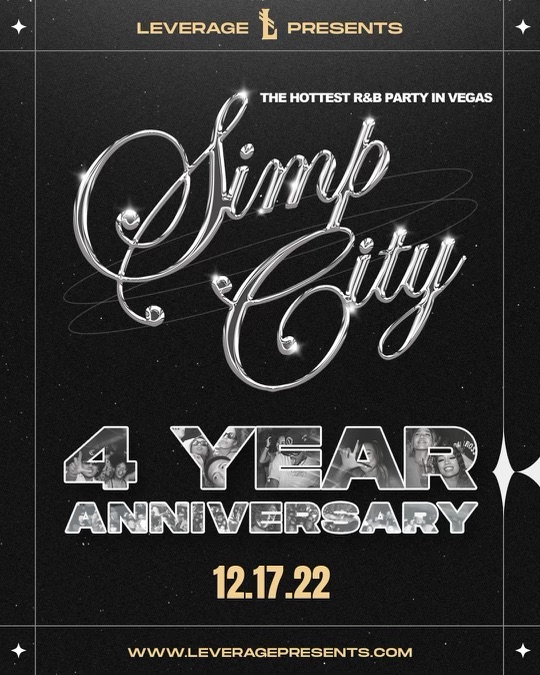 LEVERAGE L PRESENTS
THE HOTTEST R&B PARTY IN VEGAS
Simp
City
4 YEAR
ANNIVERSARY
12.17.22
WWW.LEVERAGEPRESENTS.COM